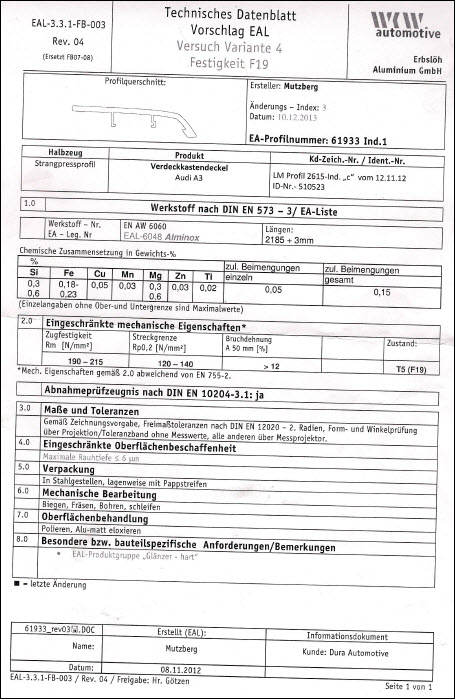 EAL-3.3.1-FB-003
Rev. 04
(Ersetzt FB07-08)
Technisches Datenblatt
Vorschlag EAL
Versuch Variante 4
Festigkeit F19
WKW
automotive
Erbslöh
Aluminium GmbH
Profilquerschnitt:
Ersteller: Mutzberg
Änderungs - Index: 3
Datum: 10.12.2013
EA-Profilnummer: 61933 Ind.1
Halbzeug Produkt Kd-Zeich.-Nr. / Ident.-Nr.
Strangpressprofil Verdeckkastendeckel
Audi A3
LM Profil 2615-Ind. „c“ vom 12.11.12
ID-Nr.- 510523
1.0 Werkstoff nach DIN EN 573 – 3/ EA-Liste
Werkstoff – Nr. EN AW 6060 Längen:
EA – Leg. Nr EAL-6048 Alminox 2185 + 3mm
Chemische Zusammensetzung in Gewichts-%
% zul. Beimengungen zul. Beimengungen
Si Fe Cu Mn Mg Zn Ti einzeln gesamt
0,3 0,18- 0,05 0,03 0,3 0,03 0,02 0,05 0,15
0,6 0,23 0,6
(Einzelangaben ohne Ober-und Untergrenze sind Maximalwerte)
2.0 Eingeschränkte mechanische Eigenschaften*
Zugfestigkeit Streckgrenze Bruchdehnung Zustand:
Rm [N/mm²] Rp0,2 [N/mm²] A 50 mm [%]
190 – 215 120 – 140 > 12 T5 (F19)
*Mech. Eigenschaften gemäß 2.0 abweichend von EN 755-2.
Abnahmeprüfzeugnis nach DIN EN 10204-3.1: ja
3.0 Maße und Toleranzen
Gemäß Zeichnungsvorgabe, Freimaßtoleranzen nach DIN EN 12020 – 2. Radien, Form- und Winkelprüfung
über Projektion/Toleranzband ohne Messwerte, alle anderen über Messprojektor.
4.0 Eingeschränkte Oberflächenbeschaffenheit
Maximale Rauhtiefe ≤ 6 µm
5.0 Verpackung
In Stahlgestellen, lagenweise mit Pappstreifen
6.0 Mechanische Bearbeitung
Biegen, Fräsen, Bohren, schleifen
7.0 Oberflächenbehandlung
Polieren, Alu-matt eloxieren
8.0 Besondere bzw. bauteilspezifische Anforderungen/Bemerkungen
• EAL-Produktgruppe „Glänzer - hart“
■ – letzte Änderung
61933_rev03.DOC Erstellt (EAL): Informationsdokument
Name: Mutzberg Kunde: Dura Automotive
Datum: 08.11.2012
EAL-3.3.1-FB-003 / Rev. 04 / Freigabe: Hr. Götzen Seite 1 von 1